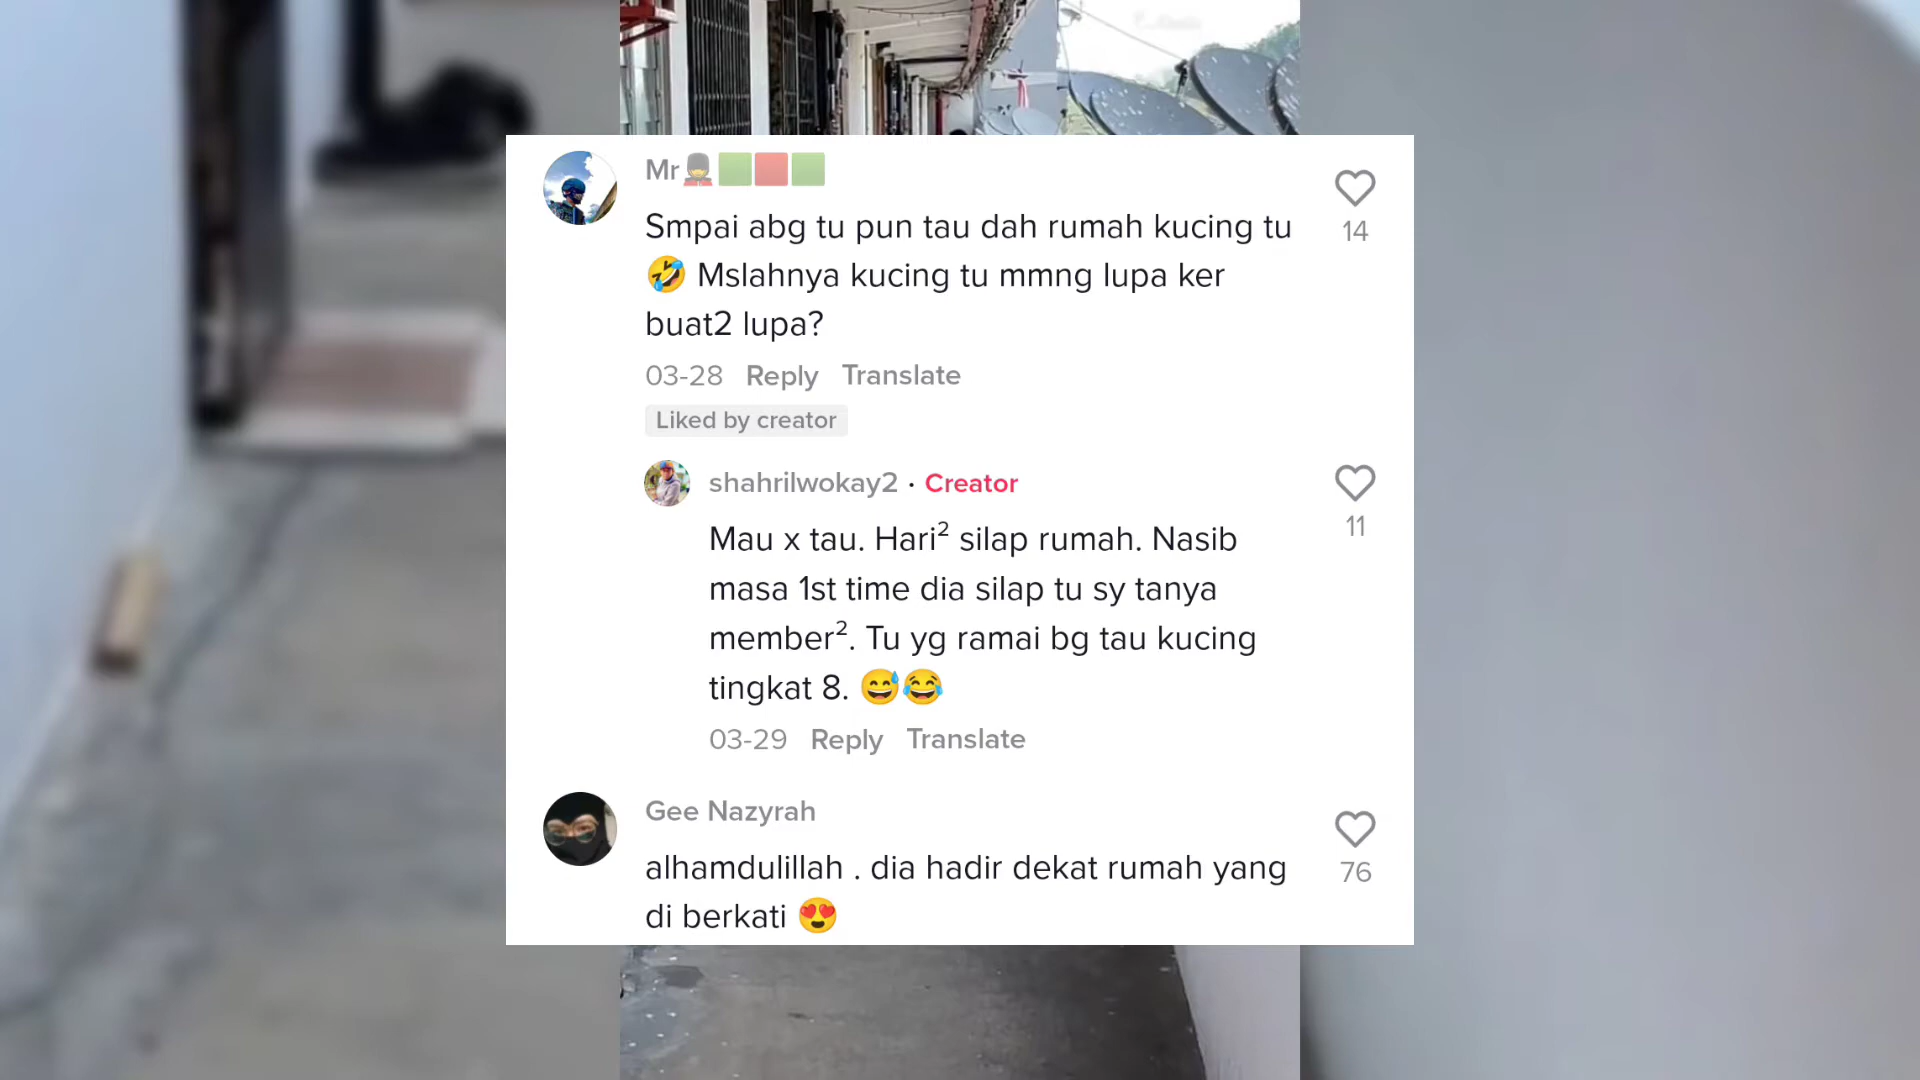 Mr💂🟩🟥🟩
14
Smpai abg tu pun tau dah rumah kucing tu
🤣 Mslahnya kucing tu mmng lupa ker
buat2 lupa?
03-28 Reply Translate
Liked by creator
shahrilwokay2 · Creator
11
Mau x tau. Hari² silap rumah. Nasib
masa 1st time dia silap tu sy tanya
member². Tu yg ramai bg tau kucing
tingkat 8. 😅😂
03-29 Reply Translate
Gee Nazyrah
76
alhamdulillah . dia hadir dekat rumah yang
di berkati 😍